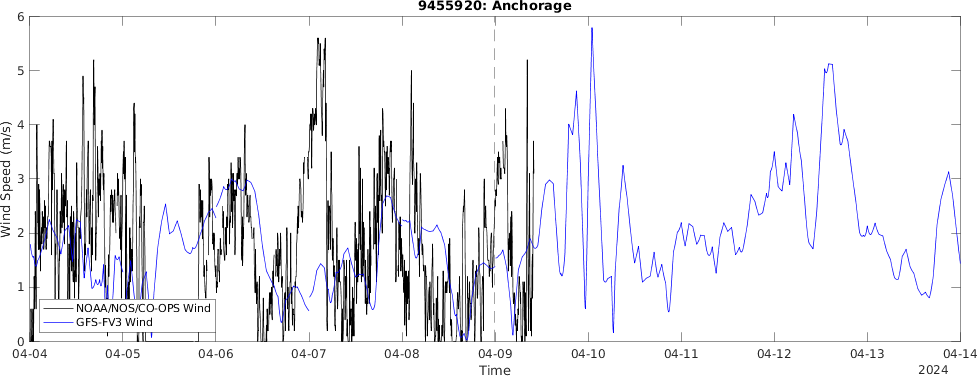 9455920: Anchorage
6
5
4
3
2
1
0
Wind Speed (m/s)
NOAA/NOS/CO-OPS Wind
GFS-FV3 Wind
04-04 04-05 04-06 04-07 04-08 04-09 04-10 04-11 04-12 04-13 04-14
Time
2024